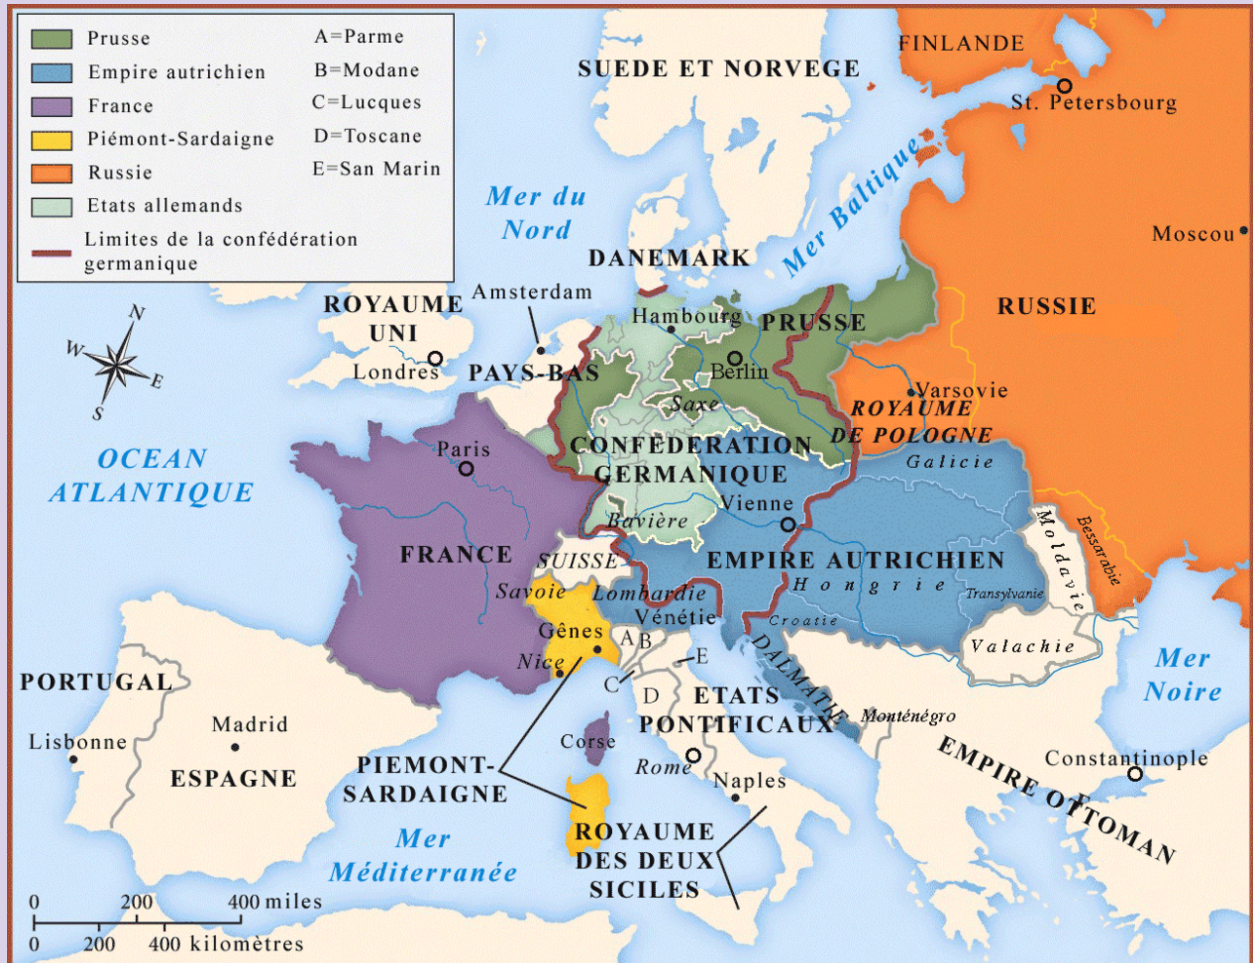 Prusse
Empire autrichien
France
Piémont-Sardaigne
Russie
Etats allemands
Limites de la confédération
germanique
A=Parme
B=Modane
C=Lucques
D=Toscane
E=San Marin
FINLANDE
SUEDE ET NORVEGE
St. Petersbourg
Mer Baltique
Mer du
Nord
Moscou
DANEMARK
Amsterdam
ROYAUME
UNI
Hambourg
PRUSSE
RUSSIE
N
W
E
S
Londres
PAYS-BAS
Berlin
Varsovie
Saxe
ROYAUME
DE POLOGNE
OCEAN
ATLANTIQUE
Paris
CONFEDERATION
GERMANIQUE
Galicie
Vienne
Bavière
FRANCE
SUISSE
EMPIRE AUTRICHIEN
Moldavie
Bessarabie
Savoie
Lombardie
Hongrie
Transylvanie
Vénétie
Croatie
Gênes
A
B
Valachie
Nice
E
C
D
DALMATIE
Mer
Noire
PORTUGAL
ETATS
PONTIFICAUX
Monténégro
Madrid
Lisbonne
Corse
Constantinople
ESPAGNE
PIEMONT-
SARDAIGNE
Rome
Naples
EMPIRE OTTOMAN
F
Mer
Méditerranée
ROYAUME
DES DEUX
SICILES
0 200 400 miles
0 200 400 kilomètres